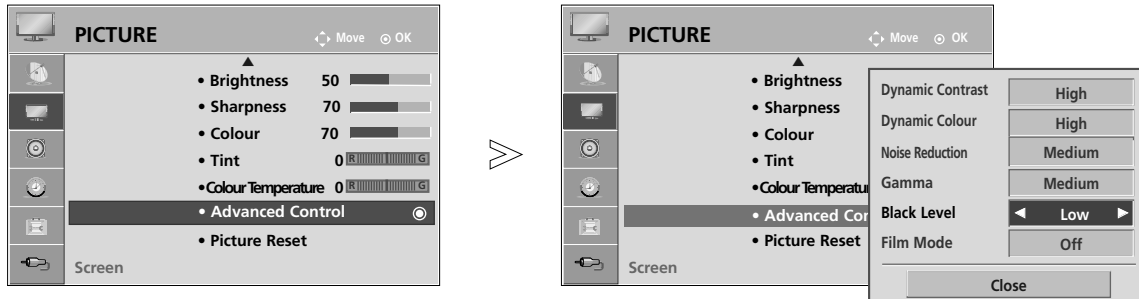 PICTURE
Move OK
• Brightness 50
• Sharpness 70
• Colour 70
• Tint 0 R G
•Colour Temperature 0 R G
• Advanced Control
• Picture Reset
Screen
>
PICTURE
Move OK
• Brightness
• Sharpness
• Colour
• Tint
•Colour Temperatu
• Advanced Con
• Picture Reset
Screen
Dynamic Contrast High
Dynamic Colour High
Noise Reduction Medium
Gamma Medium
Black Level ◄ Low ►
Film Mode Off
Close